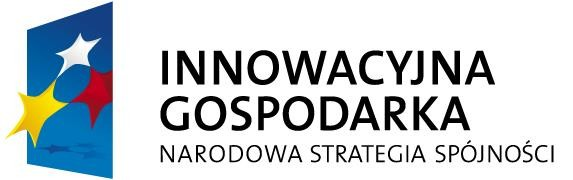 INNOWACYJNA
GOSPODARKA
NARODOWA STRATEGIA SPÓJNOŚCI